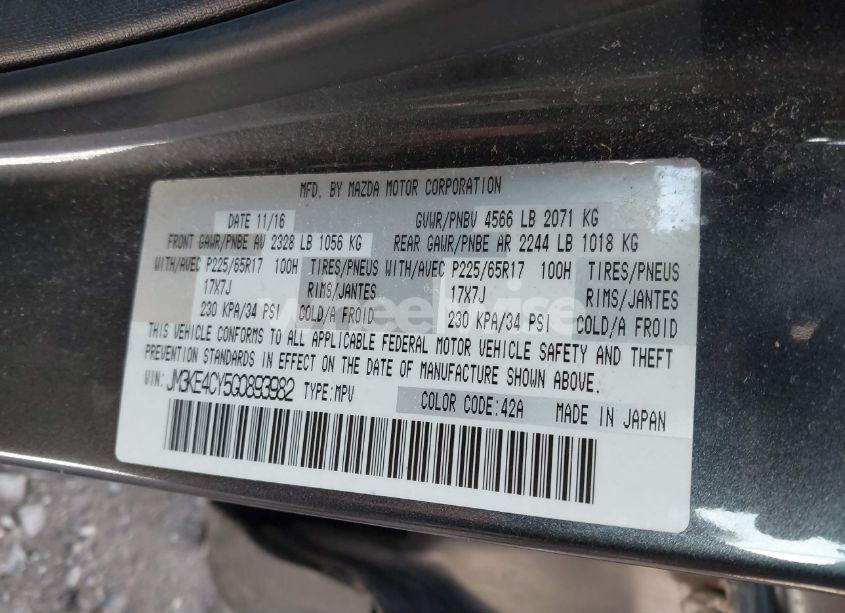 MFD. BY MAZDA MOTOR CORPORATION
DATE 11/16 GVWR/PNBV 4566 LB 2071 KG
FRONT GAWR/PNBE AV 2328 LB 1056 KG REAR GAWR/PNBE AR 2244 LB 1018 KG
WITH/AVEC P225/65R17 100H TIRES/PNEUS WITH/AVEC P225/65R17 100H TIRES/PNEUS
17X7J RIMS/JANTES 17X7J RIMS/JANTES
230 KPA/34 PSI COLD/A FROID 230 KPA/34 PSI COLD/A FROID
THIS VEHICLE CONFORMS TO ALL APPLICABLE FEDERAL MOTOR VEHICLE SAFETY AND THEFT
PREVENTION STANDARDS IN EFFECT ON THE DATE OF MANUFACTURE SHOWN ABOVE.
VIN: JM3KE4CY5G0893982 TYPE:MPV COLOR CODE:42A MADE IN JAPAN
wheelwise